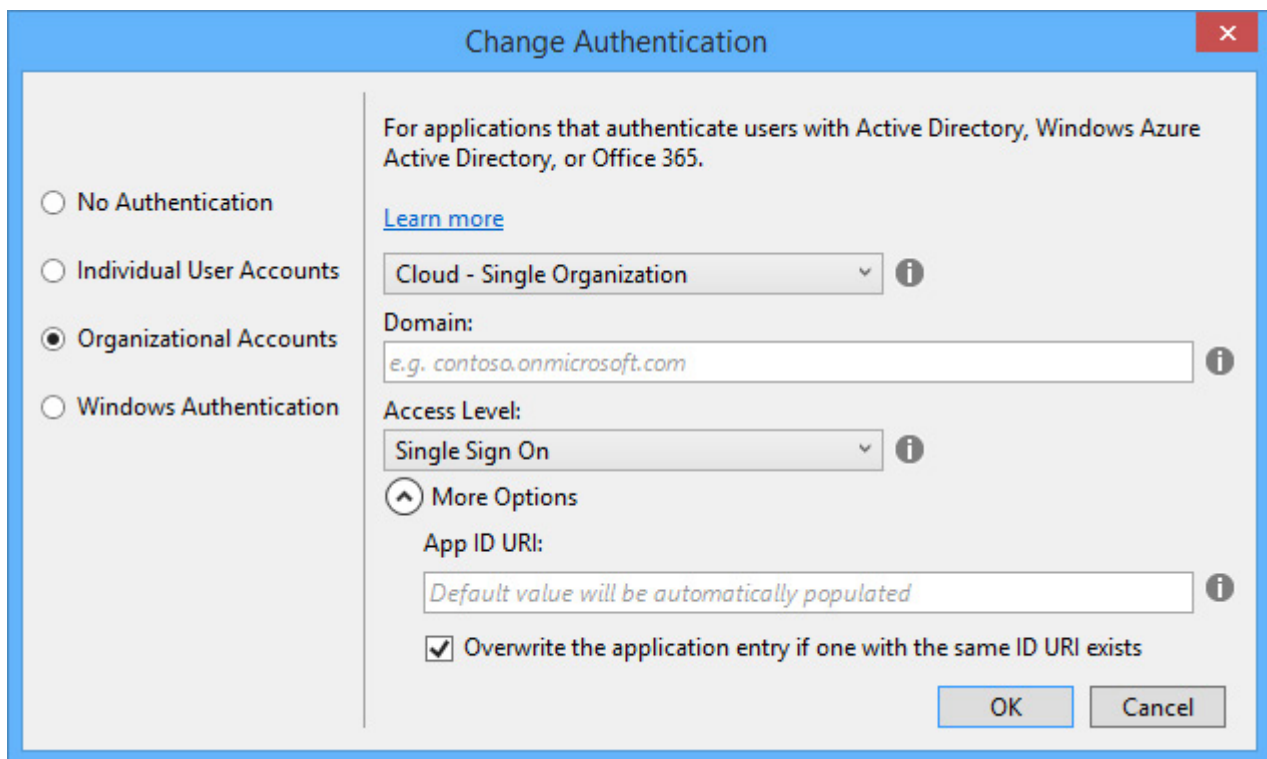 Change Authentication
No Authentication
Individual User Accounts
Organizational Accounts
Windows Authentication
For applications that authenticate users with Active Directory, Windows Azure
Active Directory, or Office 365.
Learn more
Cloud - Single Organization
Domain:
e.g. contoso.onmicrosoft.com
Access Level:
Single Sign On
More Options
App ID URI:
Default value will be automatically populated
Overwrite the application entry if one with the same ID URI exists
OK
Cancel